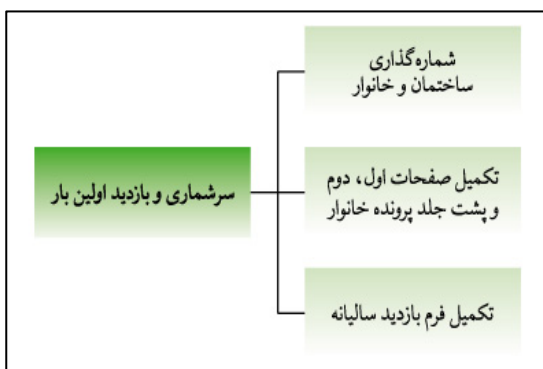 شماره‌گذاری
ساختمان و خانوار
سرشماری و بازدید اولین بار
تکمیل صفحات اول، دوم
و پشت جلد پرونده خانوار
تکمیل فرم بازدید سالیانه